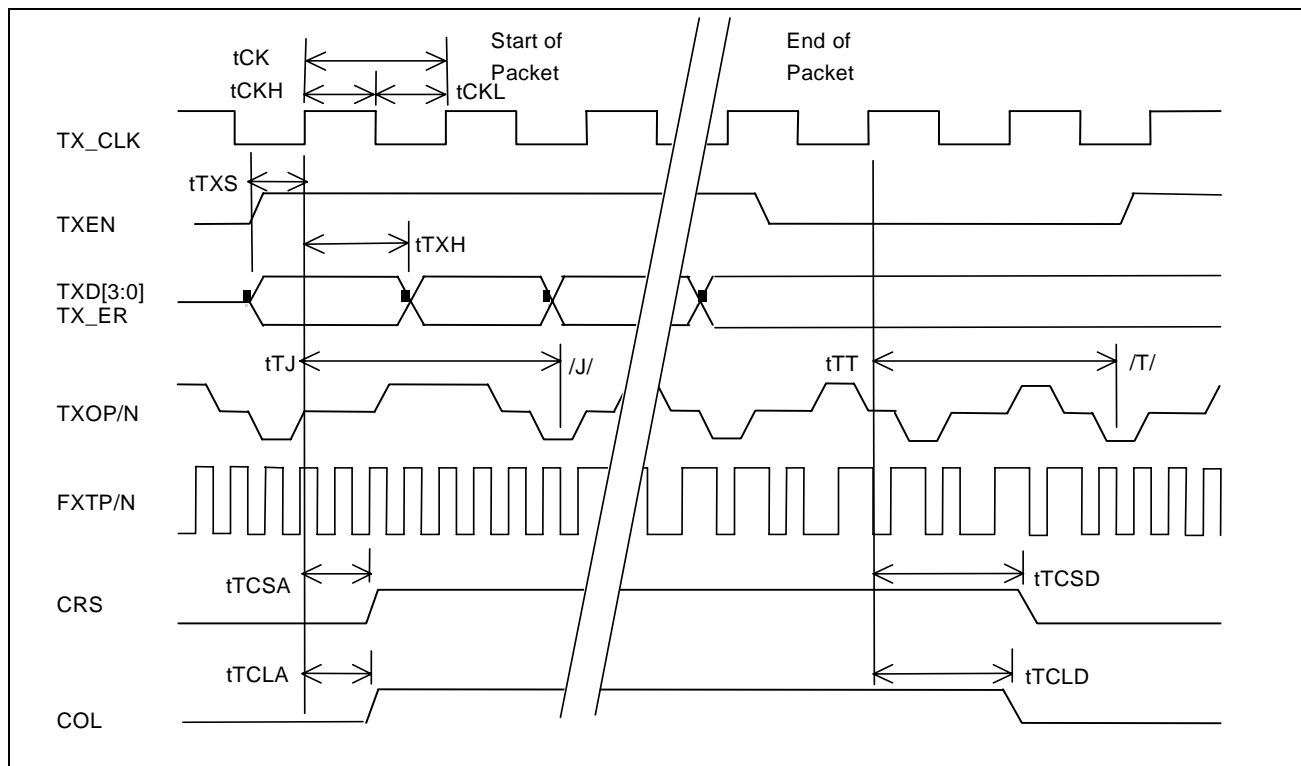 tCK
Start of
Packet
End of
Packet
tCKH
tCKL
TX_CLK
tTXS
TXEN
tTXH
TXD[3:0]
TX_ER
tTJ
/J/
tTT
/T/
TXOP/N
FXTP/N
tTCSA
tTCSD
CRS
tTCLA
tTCLD
COL